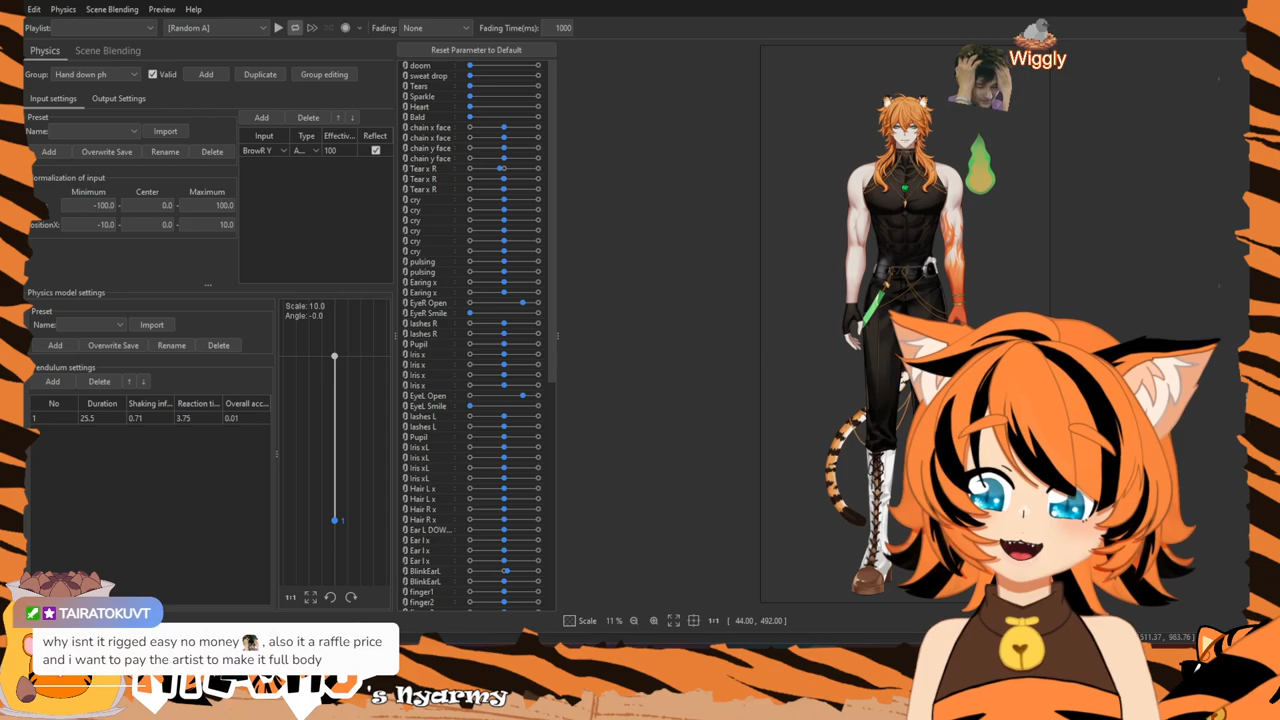 Edit Physics Scene Blending Preview Help
Playlist: [Random A] Fading: None Fading Time(ms): 1000
Physics Scene Blending
Group: Hand down ph Valid Add Duplicate Group editing
Input settings Output Settings
Preset
Name: Import
Add Overwrite Save Rename Delete
Normalization of input
Minimum Center Maximum
-100.0 - 0.0 - 100.0
-10.0 - 0.0 - 10.0
Add Delete ↑ ↓
Input Type Effectiv... Reflect
BrowR Y A... 100
...
Physics model settings
Preset
Name: Import
Add Overwrite Save Rename Delete
Pendulum settings
Add Delete ↑ ↓
No Duration Shaking inf... Reaction ti... Overall acc...
1 25.5 0.71 3.75 0.01
Scale: 10.0
Angle: -0.0
1
1:1
Reset Parameter to Default
doom
sweat drop
Tears
Sparkle
Heart
Bald
chain x face
chain x face
chain y face
chain y face
Tear x R
Tear x R
Tear x R
cry
cry
cry
cry
cry
cry
pulsing
pulsing
Earing x
Earing x
EyeR Open
EyeR Smile
lashes R
lashes R
Pupil
Iris x
Iris x
Iris x
Iris x
EyeL Open
EyeL Smile
lashes L
lashes L
Pupil
Iris xL
Iris xL
Iris xL
Iris xL
Hair L x
Hair L x
Hair R x
Hair R x
Ear L DOW...
Ear l x
Ear l x
Ear l x
BlinkEarL
BlinkEarL
finger1
finger2
Wiggly
Scale 11 % 1:1 [ 44.00, 492.00 ]
TAIRATOKUVT
why isnt it rigged easy no money , also it a raffle price
and i want to pay the artist to make it full body
's Nyarmy